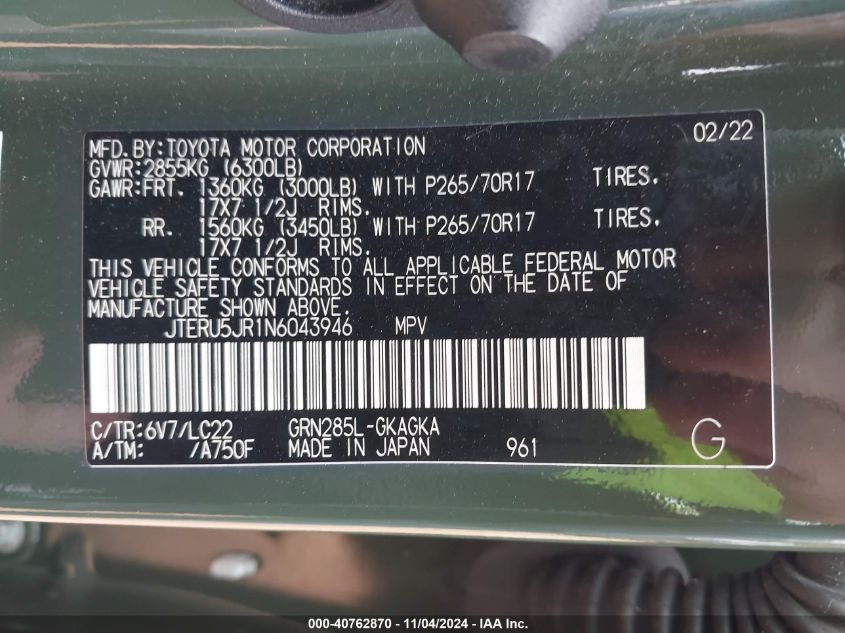 02/22
MFD.BY:TOYOTA MOTOR CORPORATION
GVWR:2855KG (6300LB)
GAWR:FRT. 1360KG (3000LB) WITH P265/70R17 TIRES.
17X7 1/2J RIMS.
RR. 1560KG (3450LB) WITH P265/70R17 TIRES.
17X7 1/2J RIMS.
THIS VEHICLE CONFORMS TO ALL APPLICABLE FEDERAL MOTOR
VEHICLE SAFETY STANDARDS IN EFFECT ON THE DATE OF
MANUFACTURE SHOWN ABOVE.
JTERU5JR1N6043946 MPV
C/TR:6V7/LC22 GRN285L-GKAGKA
A/TM: /A750F MADE IN JAPAN 961
G
000-40762870 - 11/04/2024 - IAA Inc.